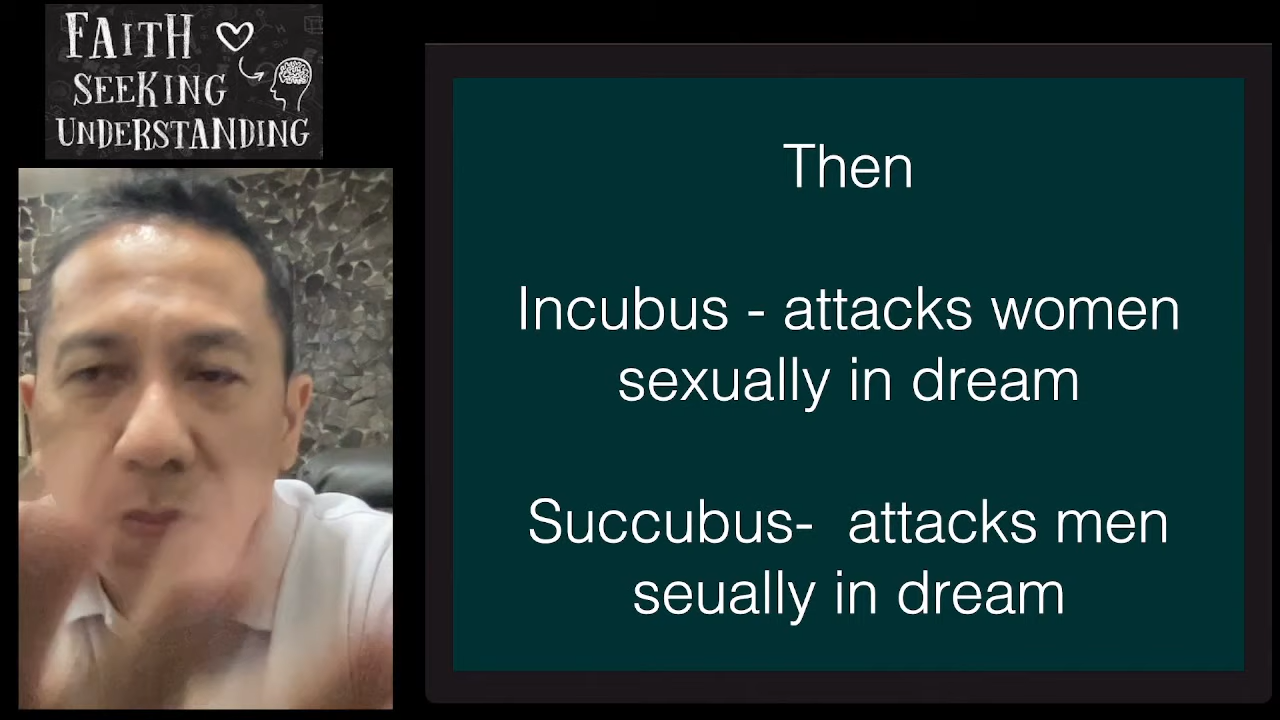 FAITH
SEEKING
UNDERSTANDING
Then
Incubus - attacks women
sexually in dream
Succubus-  attacks men
seually in dream